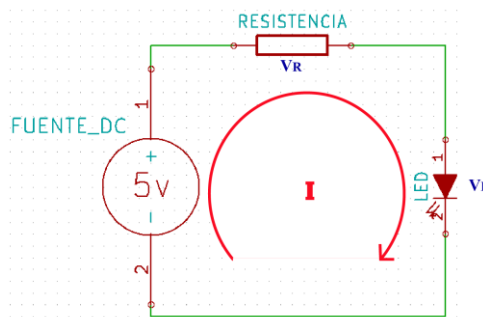 RESISTENCIA
VR
1
FUENTE_DC
+
5v
-
2
I
LED
1
2